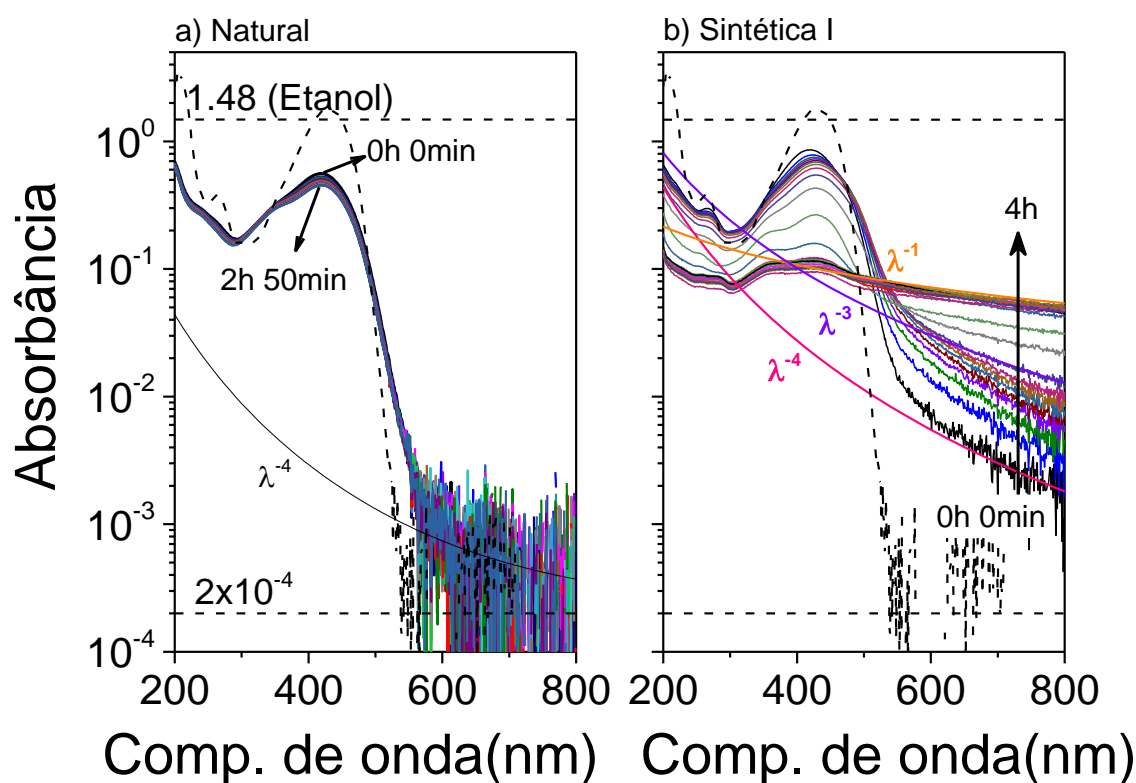 a) Natural
b) Sintética I
Absorbância
10⁰
10⁻¹
10⁻²
10⁻³
10⁻⁴
1.48 (Etanol)
0h 0min
2h 50min
λ⁻⁴
2x10⁻⁴
4h
λ⁻¹
λ⁻³
λ⁻⁴
0h 0min
200 400 600 800
200 400 600 800
Comp. de onda(nm)
Comp. de onda(nm)